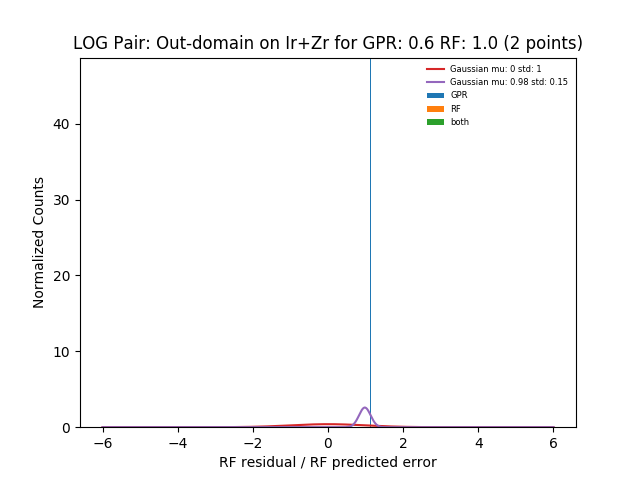 LOG Pair: Out-domain on Ir+Zr for GPR: 0.6 RF: 1.0 (2 points)
Gaussian mu: 0 std: 1
Gaussian mu: 0.98 std: 0.15
GPR
RF
both
Normalized Counts
40
30
20
10
0
−6
−4
−2
0
2
4
6
RF residual / RF predicted error